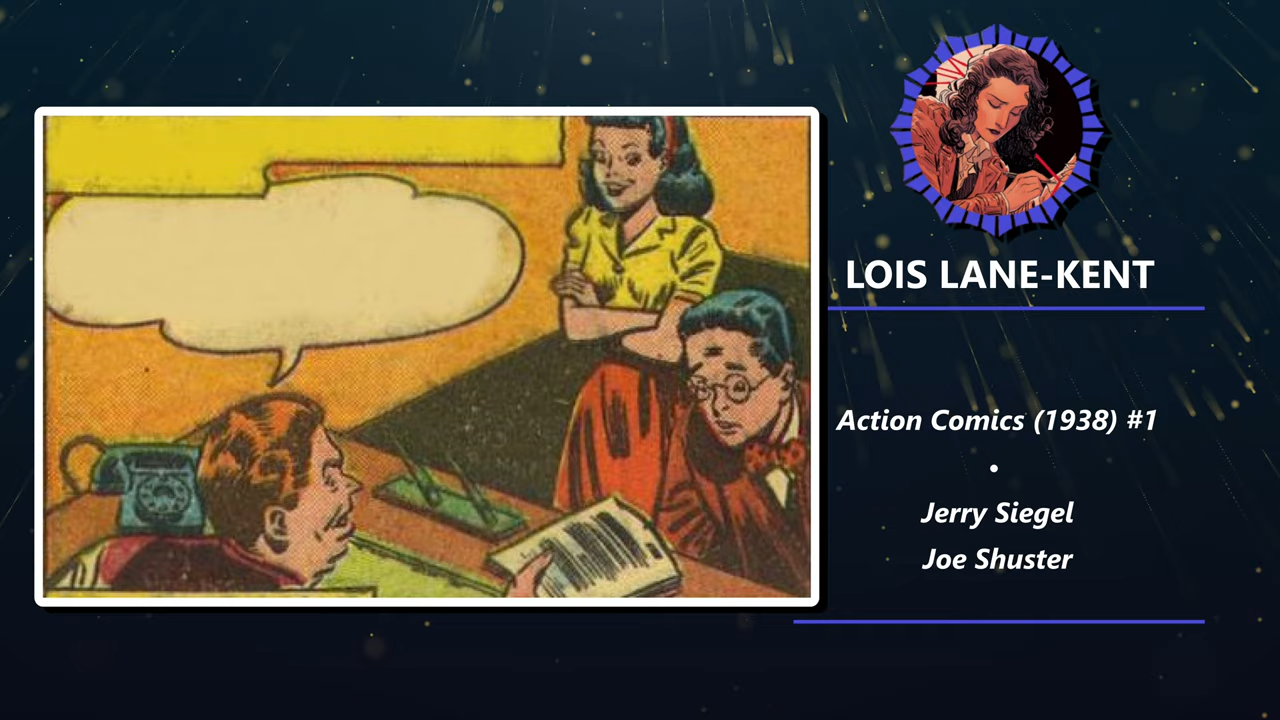 LOIS LANE-KENT
Action Comics (1938) #1
•
Jerry Siegel
Joe Shuster